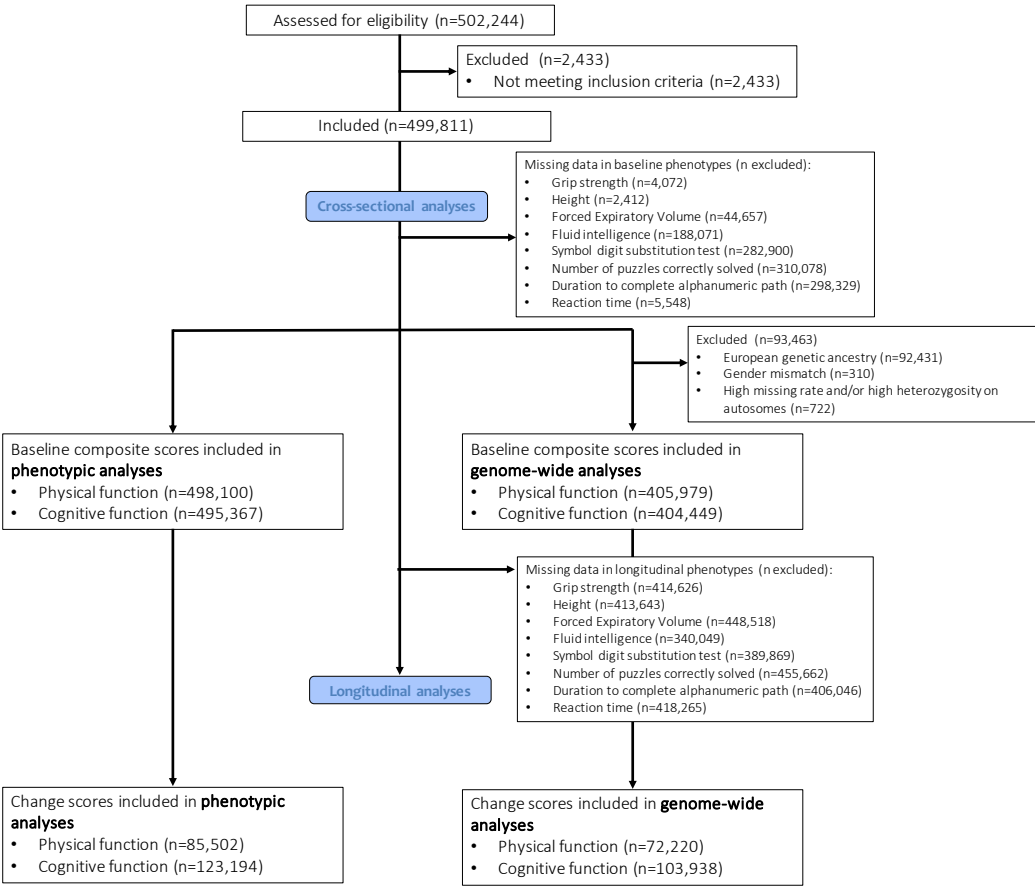 Assessed for eligibility (n=502,244)
Excluded (n=2,433)
• Not meeting inclusion criteria (n=2,433)
Included (n=499,811)
Missing data in baseline phenotypes (n excluded):
• Grip strength (n=4,072)
• Height (n=2,412)
• Forced Expiratory Volume (n=44,657)
• Fluid intelligence (n=188,071)
• Symbol digit substitution test (n=282,900)
• Number of puzzles correctly solved (n=310,078)
• Duration to complete alphanumeric path (n=298,329)
• Reaction time (n=5,548)
Cross-sectional analyses
Excluded (n=93,463)
• European genetic ancestry (n=92,431)
• Gender mismatch (n=310)
• High missing rate and/or high heterozygosity on
autosomes (n=722)
Baseline composite scores included in
phenotypic analyses
• Physical function (n=498,100)
• Cognitive function (n=495,367)
Baseline composite scores included in
genome-wide analyses
• Physical function (n=405,979)
• Cognitive function (n=404,449)
Missing data in longitudinal phenotypes (n excluded):
• Grip strength (n=414,626)
• Height (n=413,643)
• Forced Expiratory Volume (n=448,518)
• Fluid intelligence (n=340,049)
• Symbol digit substitution test (n=389,869)
• Number of puzzles correctly solved (n=455,662)
• Duration to complete alphanumeric path (n=406,046)
• Reaction time (n=418,265)
Longitudinal analyses
Change scores included in phenotypic
analyses
• Physical function (n=85,502)
• Cognitive function (n=123,194)
Change scores included in genome-wide
analyses
• Physical function (n=72,220)
• Cognitive function (n=103,938)